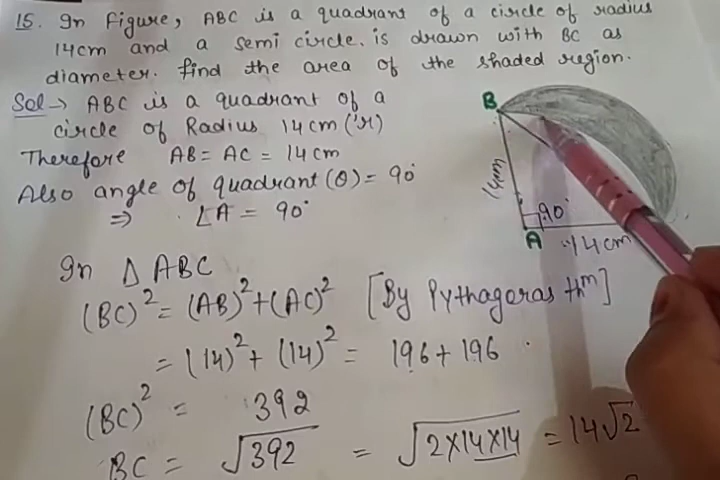 15. In Figure, ABC is a quadrant of a circle of radius
14cm and a semi circle. is drawn with BC as
diameter. find the area of the shaded region.
Sol → ABC is a quadrant of a
circle of Radius 14cm ('r)
Therefore AB = AC = 14cm
Also angle of quadrant (θ) = 90°
⇒ ∠A = 90°
B
14cm
90°
A 14cm
In Δ ABC
(BC)² = (AB)² + (AC)² [By Pythagoras thm]
= (14)² + (14)² = 196 + 196
(BC)² = 392
BC = √392 = √2×14×14 = 14√2